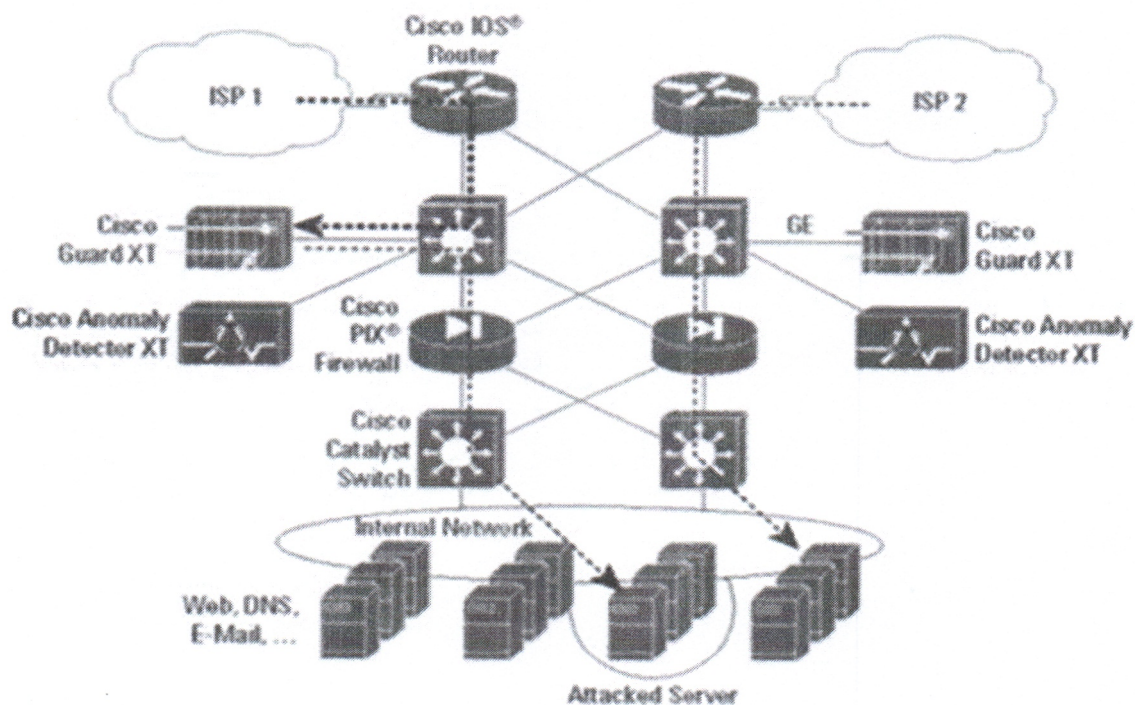 Cisco IOS®
Router
ISP 1
ISP 2
Cisco
Guard XT
GE
Cisco
Guard XT
Cisco Anomaly
Detector XT
Cisco
PIX®
Firewall
Cisco Anomaly
Detector XT
Cisco
Catalyst
Switch
Internal Network
Web, DNS,
E-Mail, ...
Attacked Server